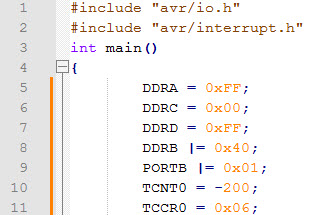 1 #include "avr/io.h"
2 #include "avr/interrupt.h"
3 int main()
4 {
5 DDRA = 0xFF;
6 DDRC = 0x00;
7 DDRD = 0xFF;
8 DDRB |= 0x40;
9 PORTB |= 0x01;
10 TCNT0 = -200;
11 TCCR0 = 0x06;